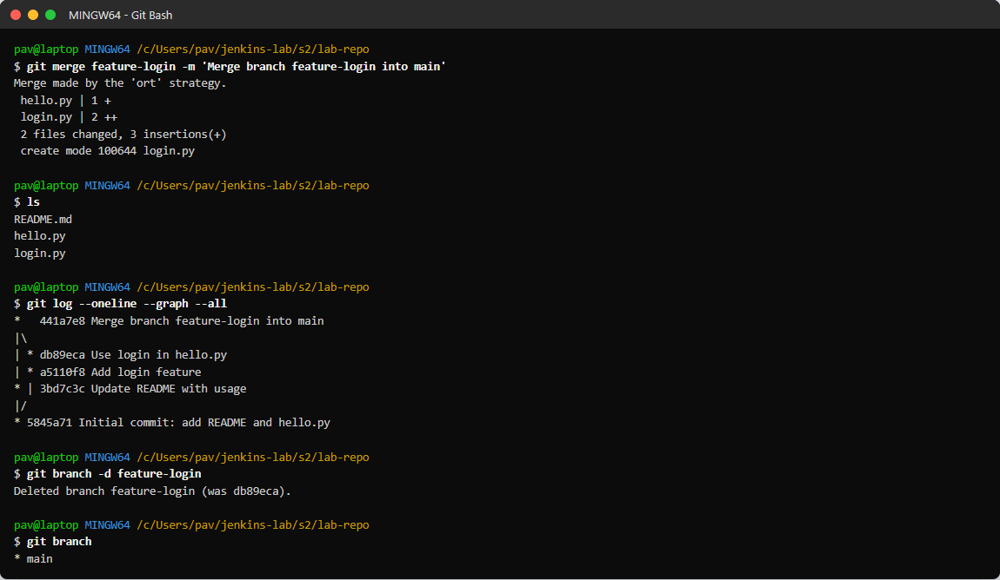 MINGW64 - Git Bash
pav@laptop MINGW64 /c/Users/pav/jenkins-lab/s2/lab-repo
$ git merge feature-login -m 'Merge branch feature-login into main'
Merge made by the 'ort' strategy.
 hello.py | 1 +
 login.py | 2 ++
 2 files changed, 3 insertions(+)
 create mode 100644 login.py

pav@laptop MINGW64 /c/Users/pav/jenkins-lab/s2/lab-repo
$ ls
README.md
hello.py
login.py

pav@laptop MINGW64 /c/Users/pav/jenkins-lab/s2/lab-repo
$ git log --oneline --graph --all
*   441a7e8 Merge branch feature-login into main
|\
| * db89eca Use login in hello.py
| * a5110f8 Add login feature
* | 3bd7c3c Update README with usage
|/
* 5845a71 Initial commit: add README and hello.py

pav@laptop MINGW64 /c/Users/pav/jenkins-lab/s2/lab-repo
$ git branch -d feature-login
Deleted branch feature-login (was db89eca).

pav@laptop MINGW64 /c/Users/pav/jenkins-lab/s2/lab-repo
$ git branch
* main